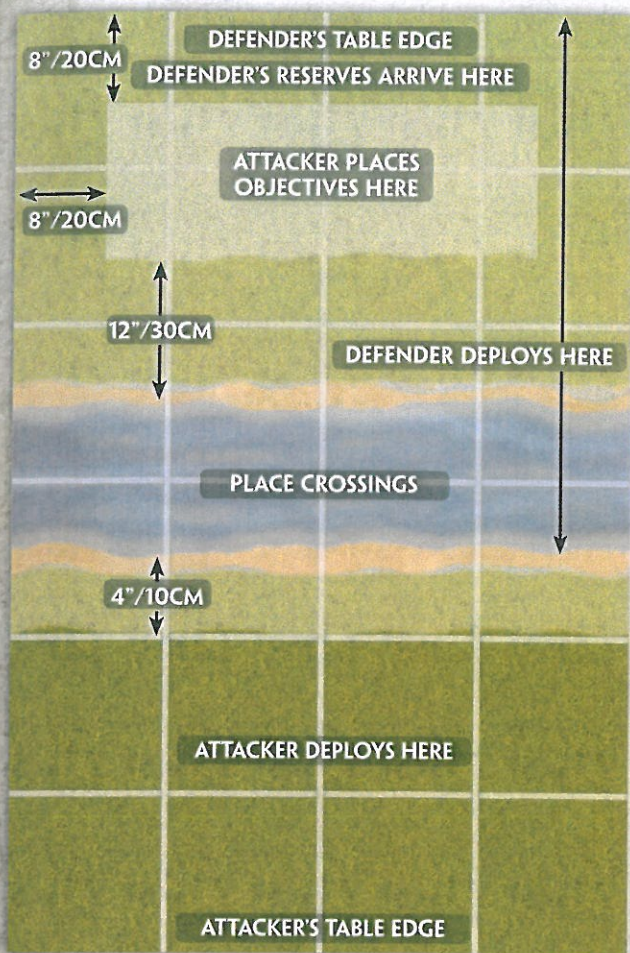 DEFENDER'S TABLE EDGE
8"/20CM
DEFENDER'S RESERVES ARRIVE HERE
ATTACKER PLACES
OBJECTIVES HERE
8"/20CM
12"/30CM
DEFENDER DEPLOYS HERE
PLACE CROSSINGS
4"/10CM
ATTACKER DEPLOYS HERE
ATTACKER'S TABLE EDGE